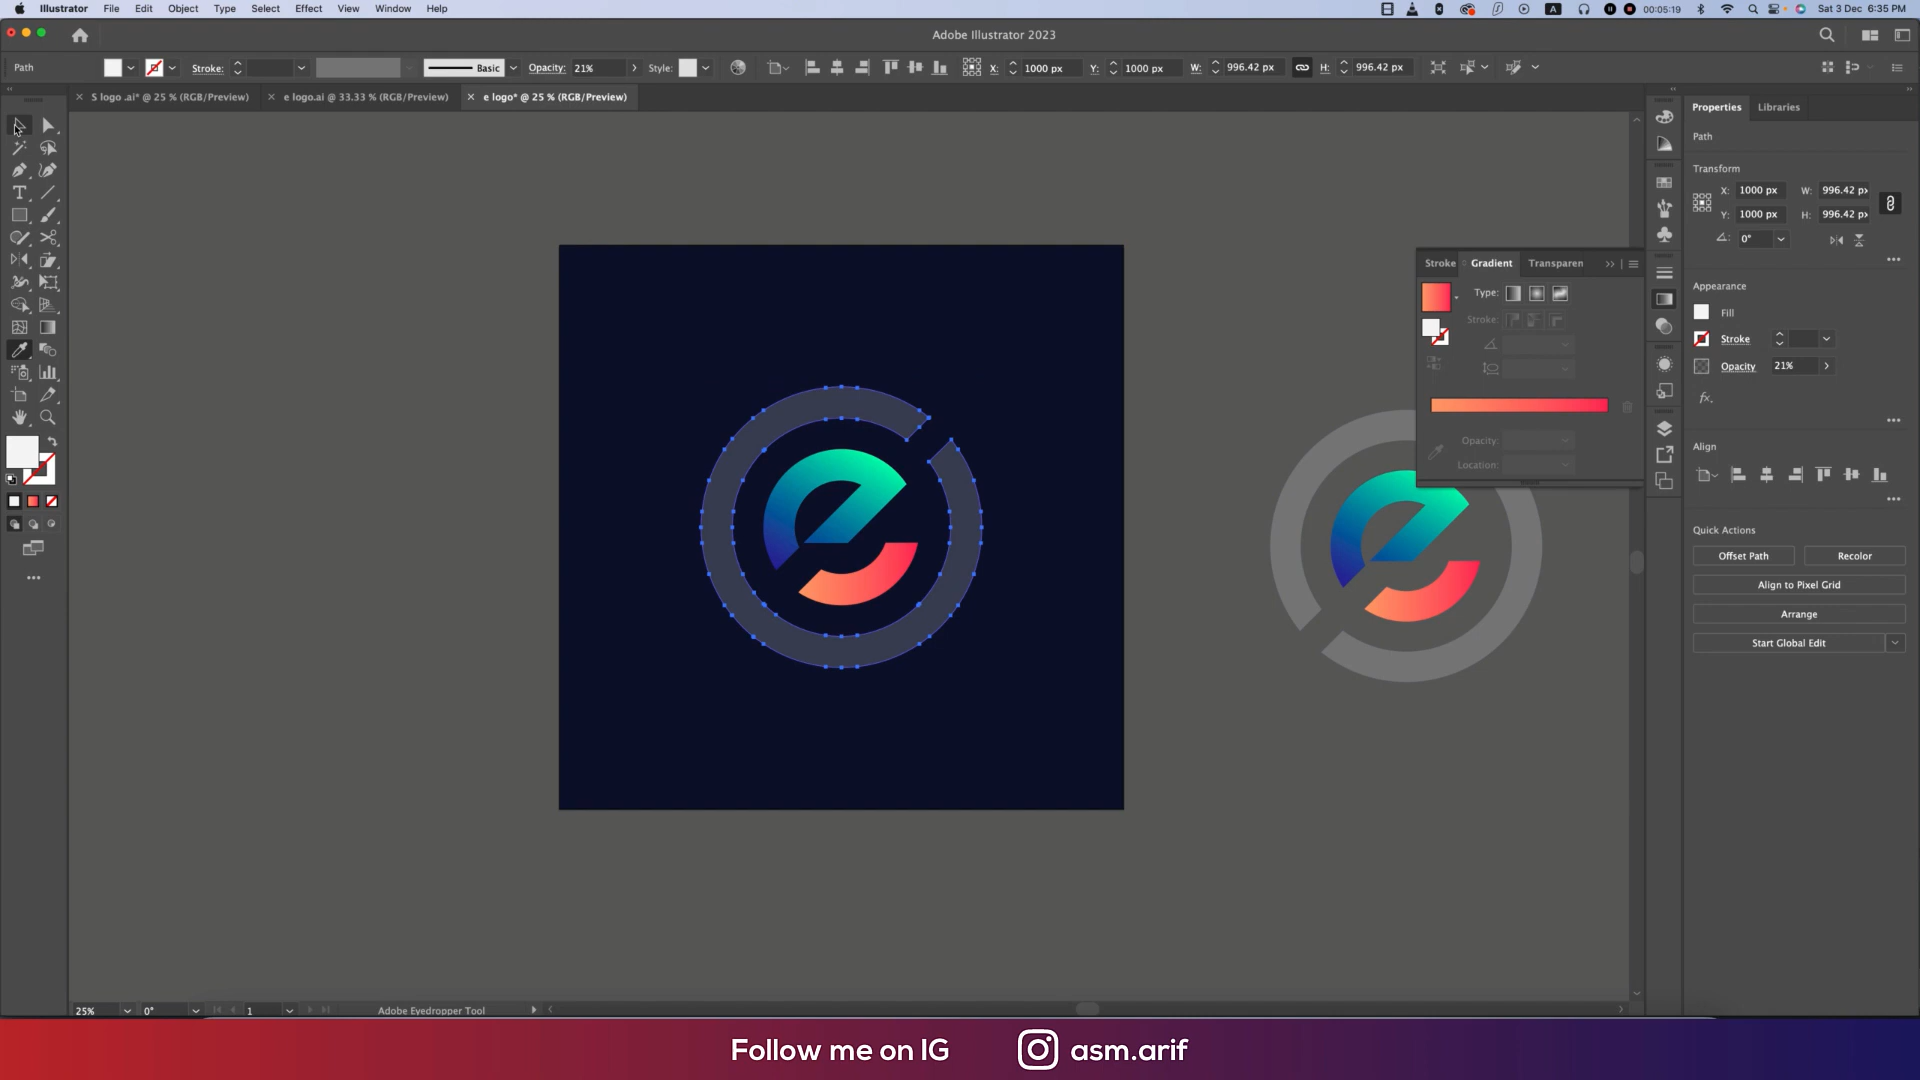 Illustrator File Edit Object Type Select Effect View Window Help
00:05:19
A
Sat 3 Dec 6:35 PM
Adobe Illustrator 2023
Path
Stroke:
Basic
Opacity: 21%
Style:
X: 1000 px
Y: 1000 px
W: 996.42 px
H: 996.42 px
S logo .ai* @ 25 % (RGB/Preview)
e logo.ai @ 33.33 % (RGB/Preview)
e logo* @ 25 % (RGB/Preview)
Properties
Libraries
Path
Transform
X: 1000 px
W: 996.42 px
Y: 1000 px
H: 996.42 px
0°
Appearance
Fill
Stroke
Opacity 21%
fx.
Align
Quick Actions
Offset Path
Recolor
Align to Pixel Grid
Arrange
Start Global Edit
Stroke
Gradient
Transparen
Type:
Stroke:
Opacity:
Location:
e
e
25%
0°
1
Adobe Eyedropper Tool
Follow me on IG
asm.arif